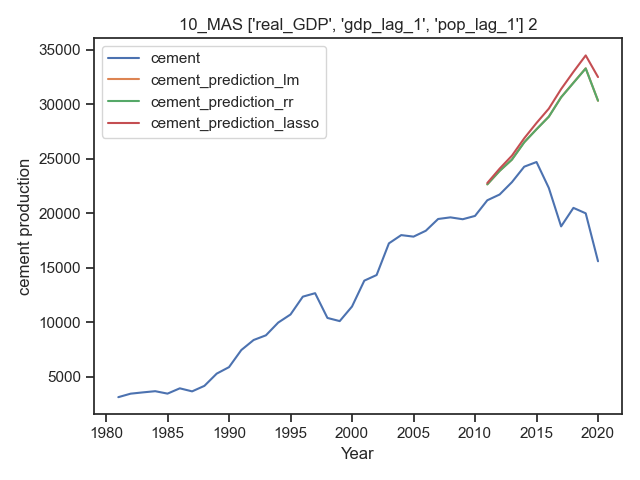 10_MAS ['real_GDP', 'gdp_lag_1', 'pop_lag_1'] 2
cement
cement_prediction_lm
cement_prediction_rr
cement_prediction_lasso
cement production
35000
30000
25000
20000
15000
10000
5000
1980 1985 1990 1995 2000 2005 2010 2015 2020
Year